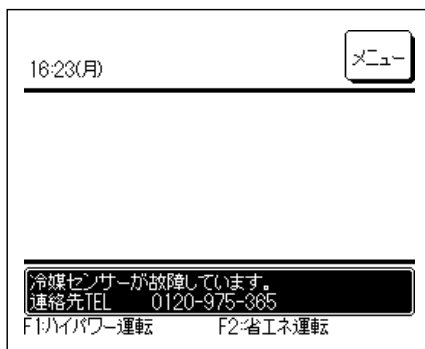 16:23(月)
メニュー
冷媒センサーが故障しています。
連絡先TEL 0120-975-365
F1:ハイパワー運転 F2:省エネ運転